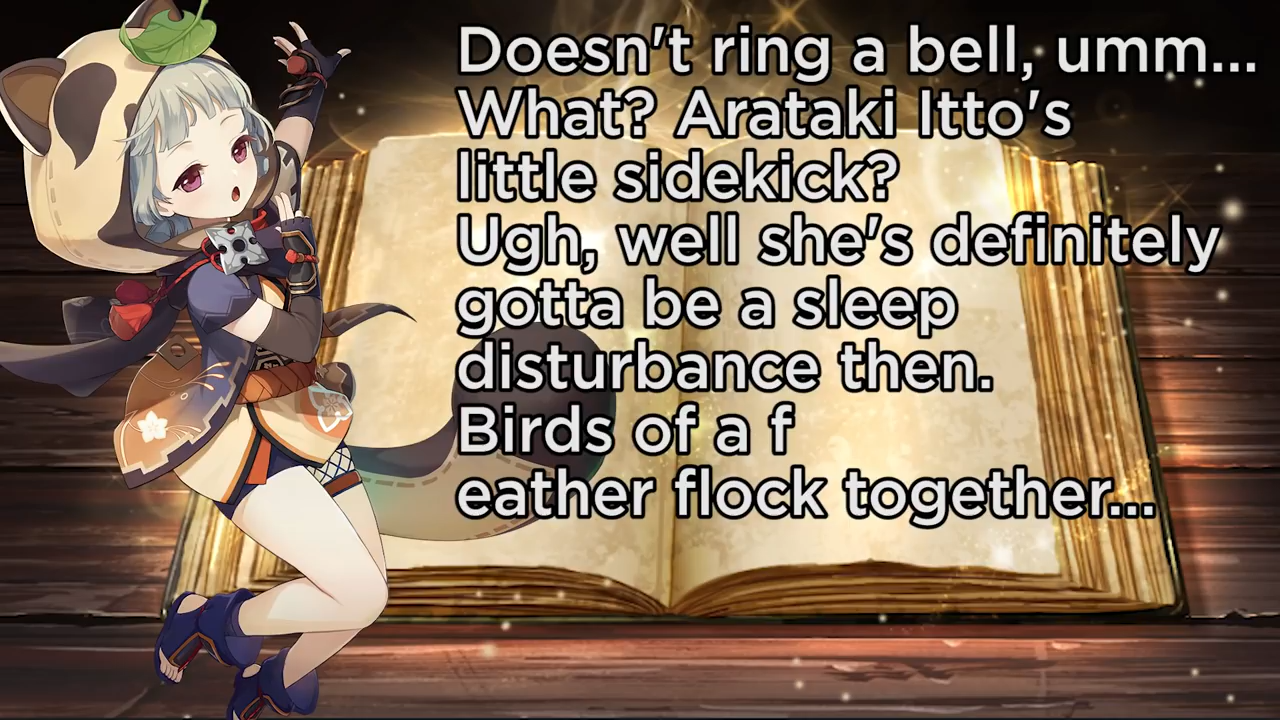 Doesn't ring a bell, umm...
What? Arataki Itto's
little sidekick?
Ugh, well she's definitely
gotta be a sleep
disturbance then.
Birds of a f
eather flock together...